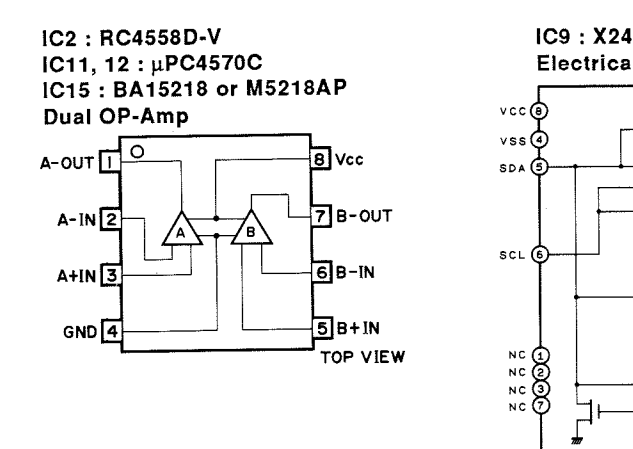 IC2 : RC4558D-V
IC11, 12 : μPC4570C
IC15 : BA15218 or M5218AP
Dual OP-Amp
A-OUT 1
8 Vcc
A-IN 2
7 B-OUT
A B
A+IN 3
6 B-IN
GND 4
5 B+IN
TOP VIEW
IC9 : X24
Electrica
VCC 8
VSS 4
SDA 5
SCL 6
NC 1
NC 2
NC 3
NC 7